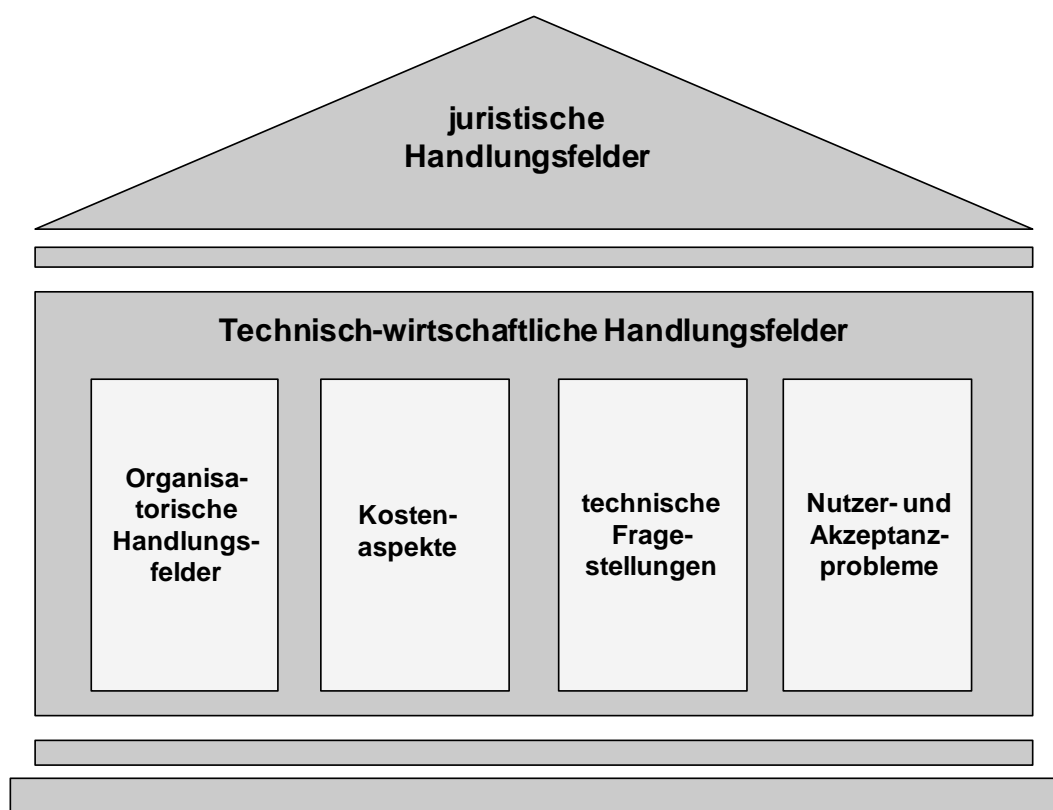 juristische
Handlungsfelder
Technisch-wirtschaftliche Handlungsfelder
Organisa-
torische
Handlungs-
felder
Kosten-
aspekte
technische
Frage-
stellungen
Nutzer- und
Akzeptanz-
probleme